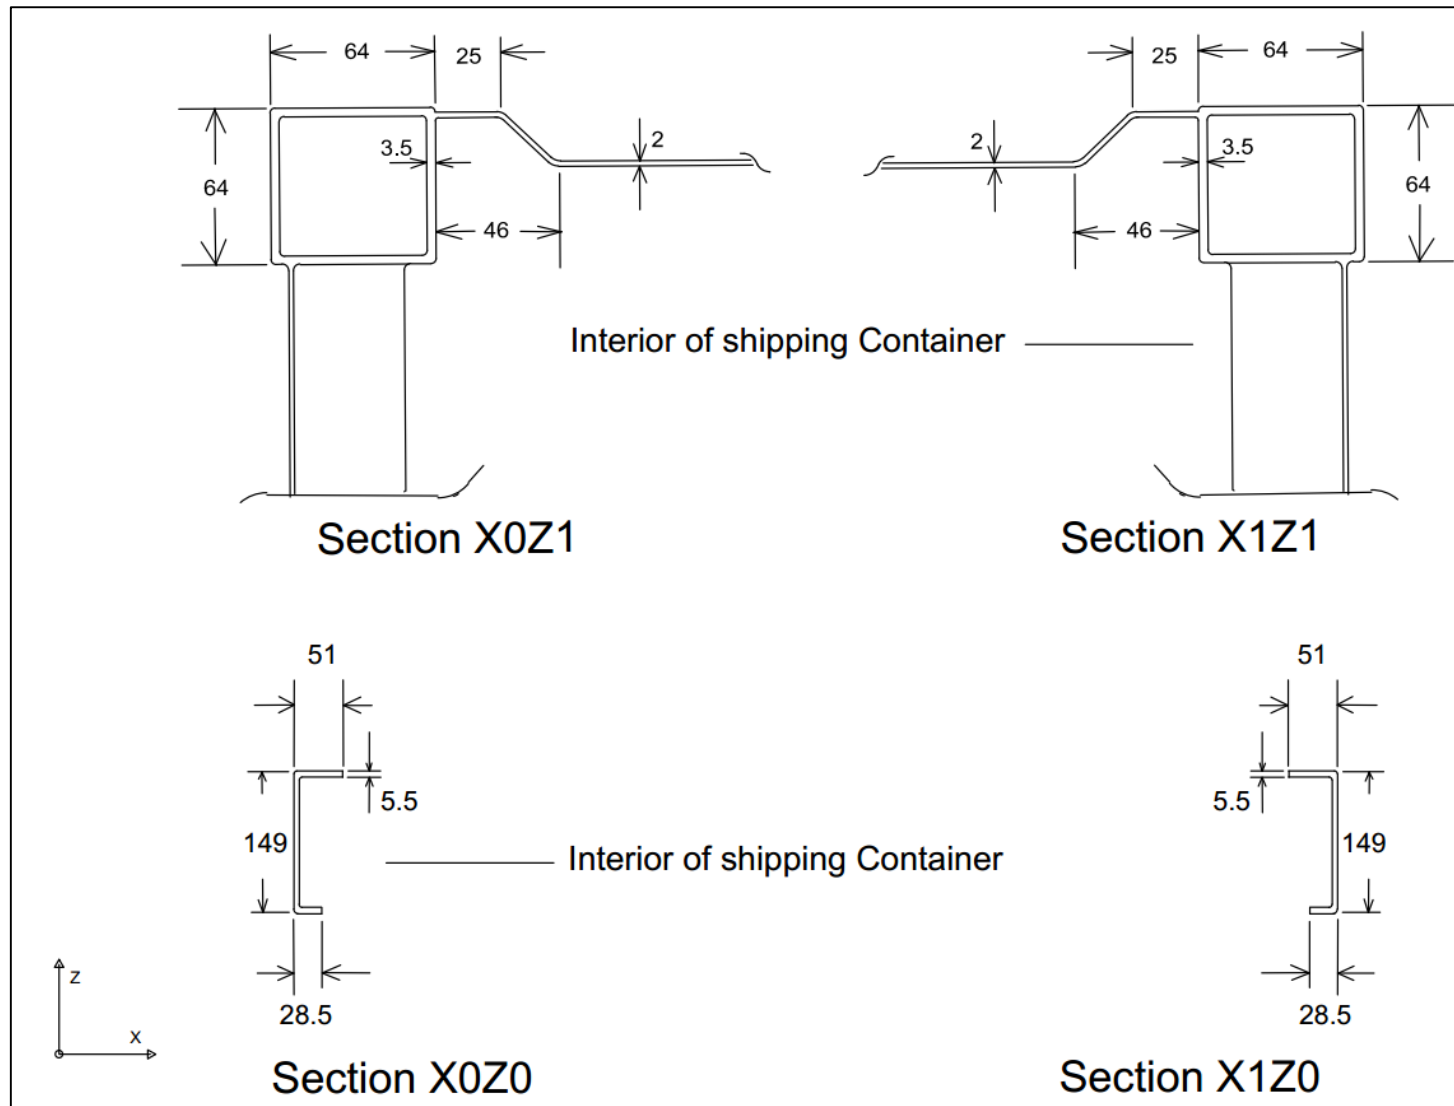 64 25 25 64
3.5 2 2 3.5
64 64
46 46
Interior of shipping Container
Section X0Z1 Section X1Z1
51 51
5.5 5.5
149 149
Interior of shipping Container
Z
X
28.5 28.5
Section X0Z0 Section X1Z0